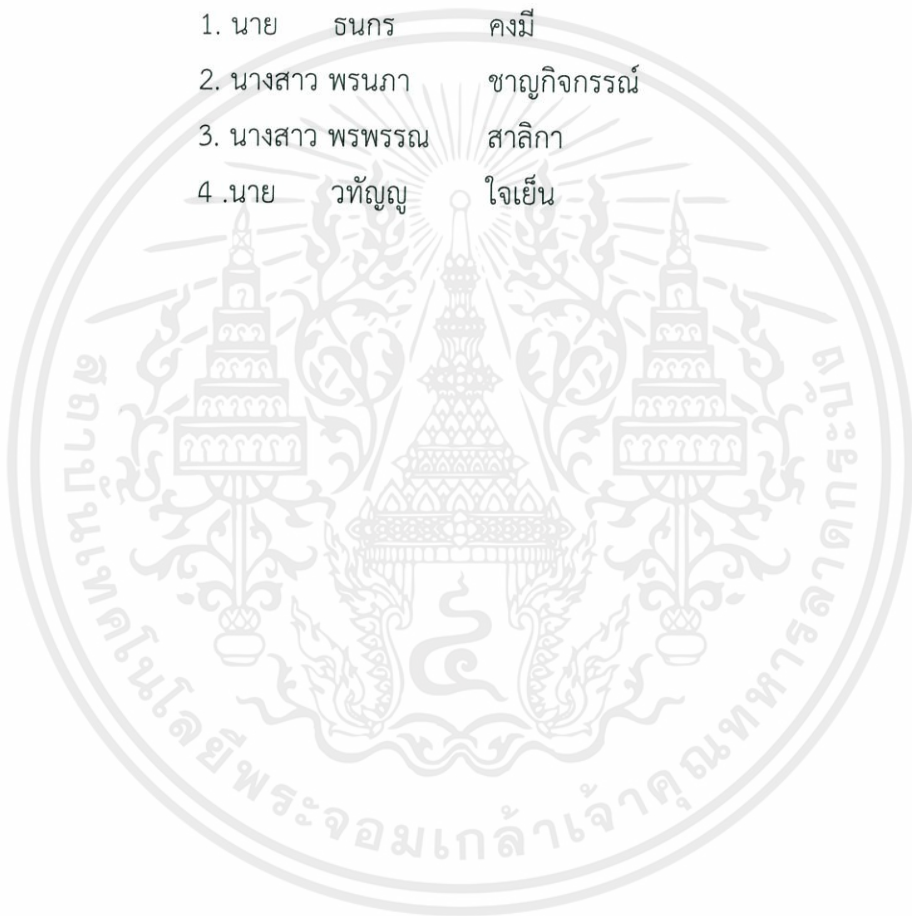 1. นาย ธนกร คงมี
2. นางสาว พรนภา ชาญกิจกรรณ์
3. นางสาว พรพรรณ สาลิกา
4 .นาย วทัญญู ใจเย็น
สถาบันเทคโนโลยีพระจอมเกล้าเจ้าคุณทหารลาดกระบัง